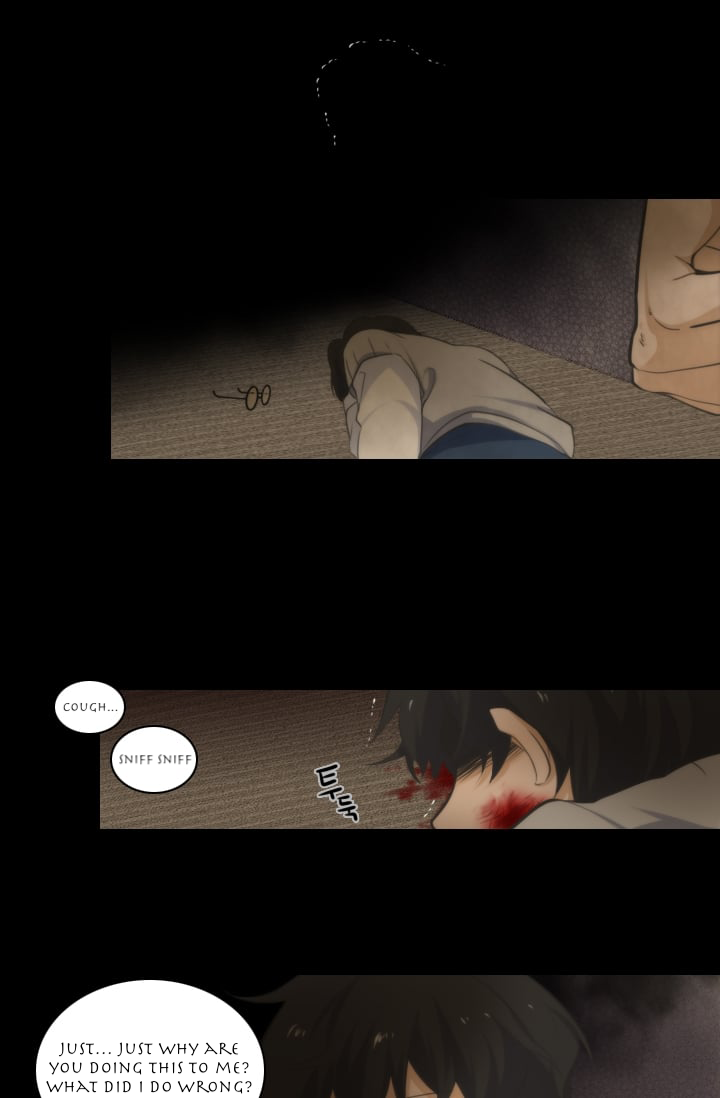 COUGH...
SNIFF SNIFF
투둑
JUST... JUST WHY ARE
YOU DOING THIS TO ME?
WHAT DID I DO WRONG?